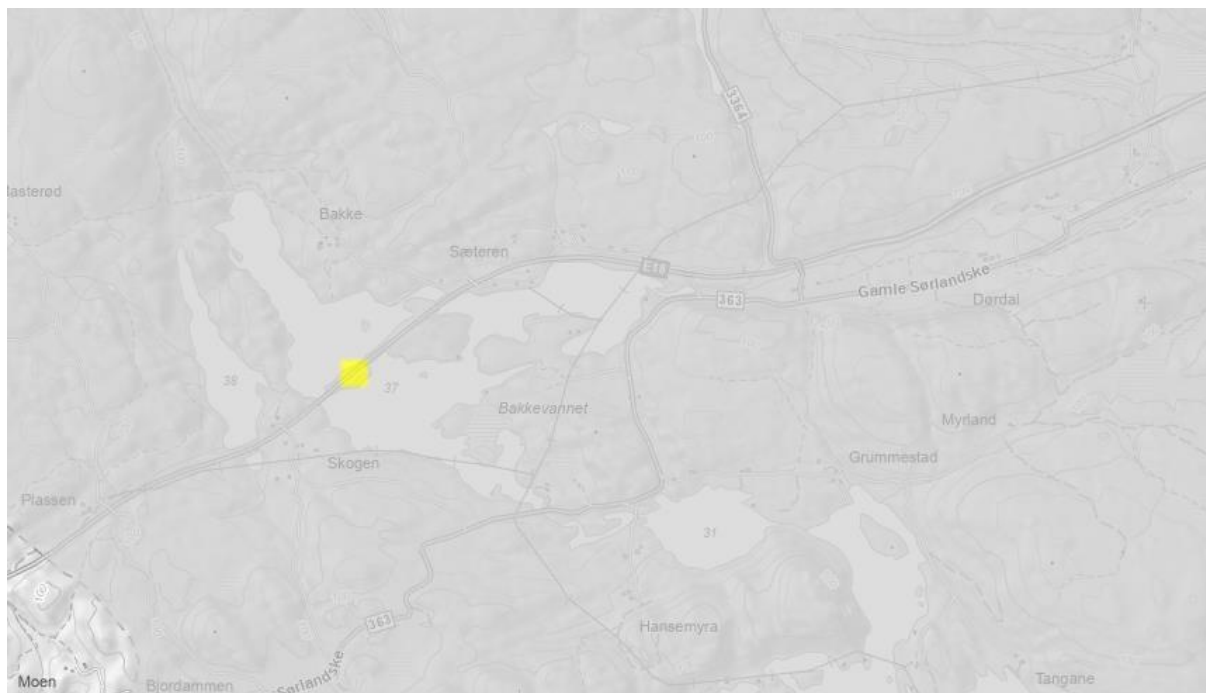 3364
Masterød
Bakke
Sæteren
E18
Gamle Sørlandske
363
Dørdal
38
37
Bakkevannet
Myrland
Skogen
Grummestad
Plassen
31
363
Hansemyra
Sørlandske
Moen
Bjordammen
Tangane